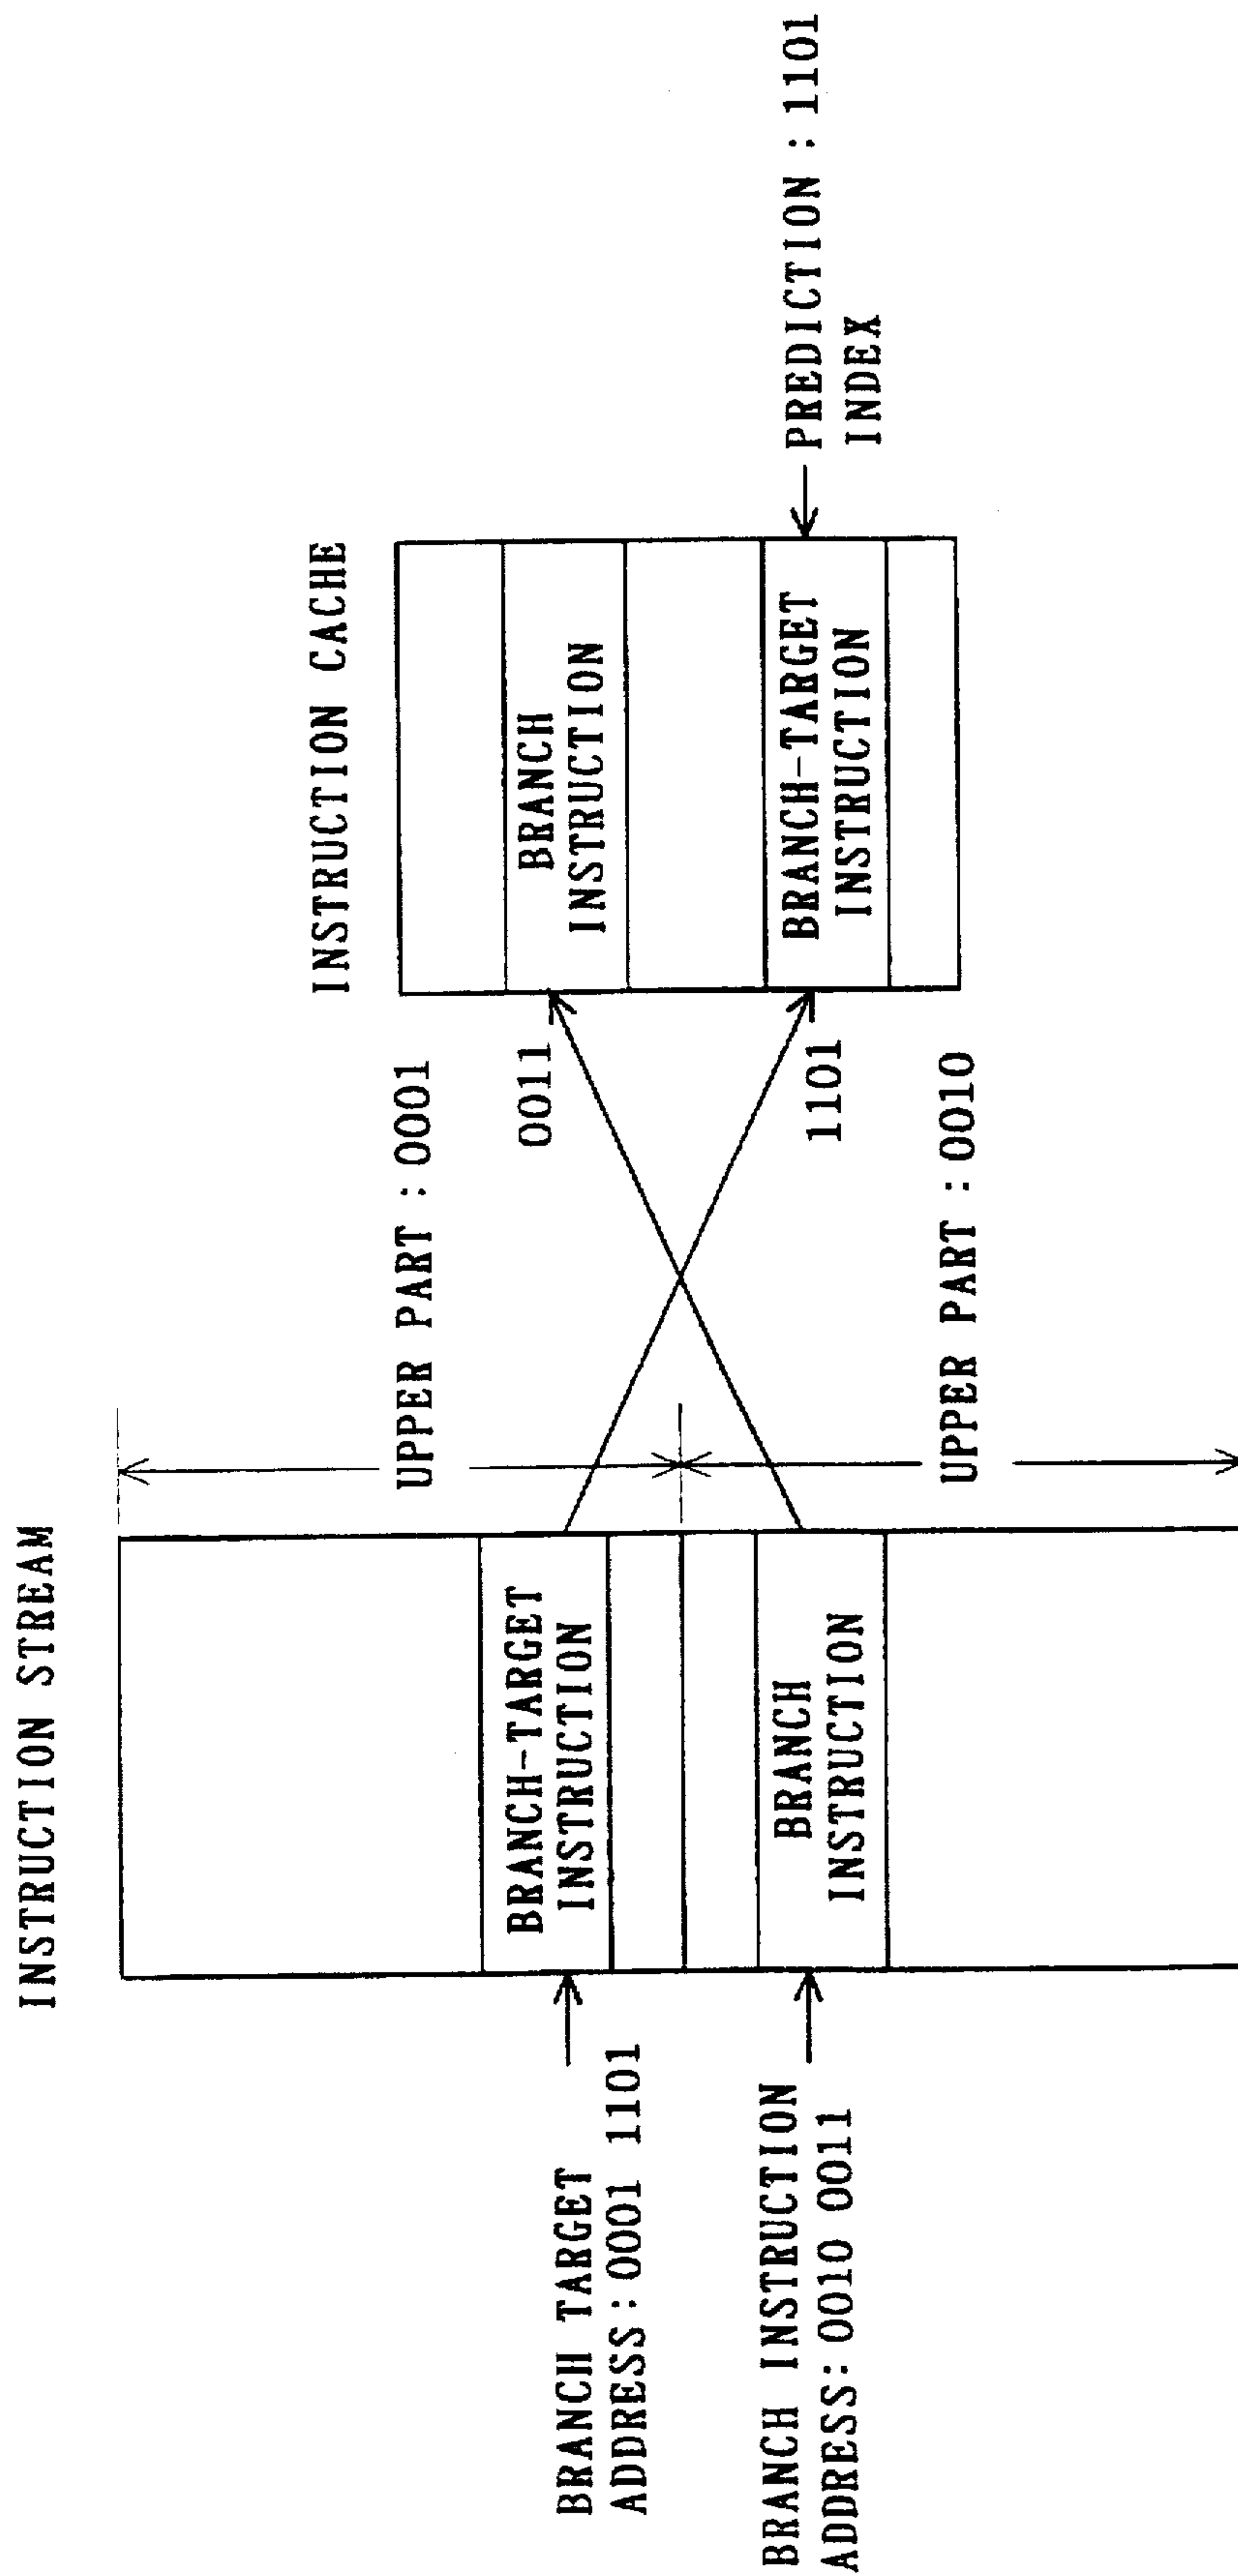 INSTRUCTION STREAM
BRANCH TARGET
ADDRESS : 0001 1101
BRANCH INSTRUCTION
ADDRESS: 0010 0011
BRANCH-TARGET
INSTRUCTION
BRANCH
INSTRUCTION
UPPER PART : 0001
UPPER PART : 0010
0011
1101
INSTRUCTION CACHE
BRANCH
INSTRUCTION
BRANCH-TARGET
INSTRUCTION
PREDICTION : 1101
INDEX